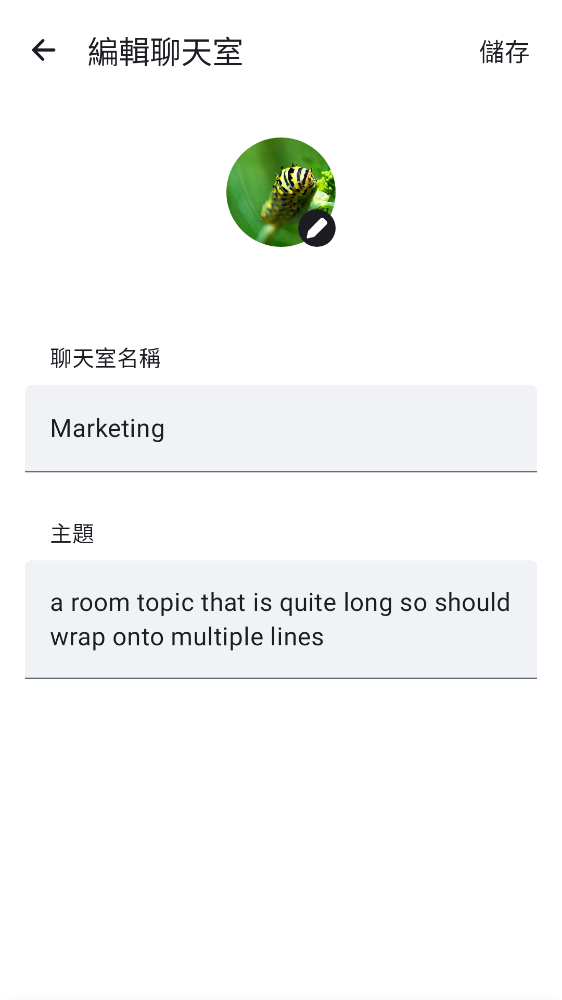 編輯聊天室
儲存
聊天室名稱
Marketing
主題
a room topic that is quite long so should
wrap onto multiple lines